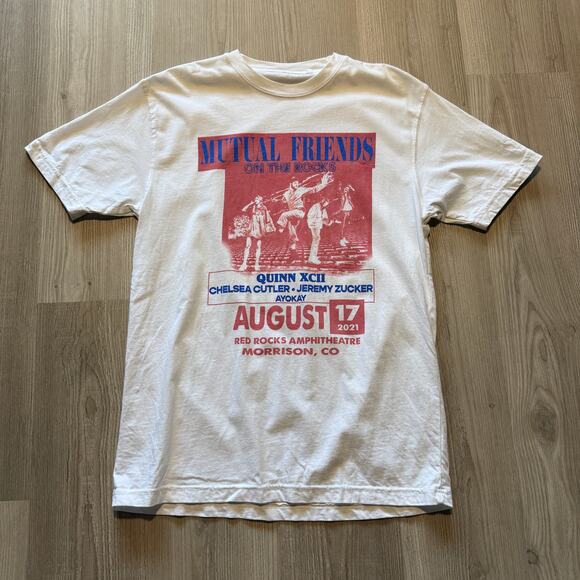 MUTUAL FRIENDS
ON THE ROCKS
QUINN XCII
CHELSEA CUTLER • JEREMY ZUCKER
AYOKAY
AUGUST 17
2021
RED ROCKS AMPHITHEATRE
MORRISON, CO